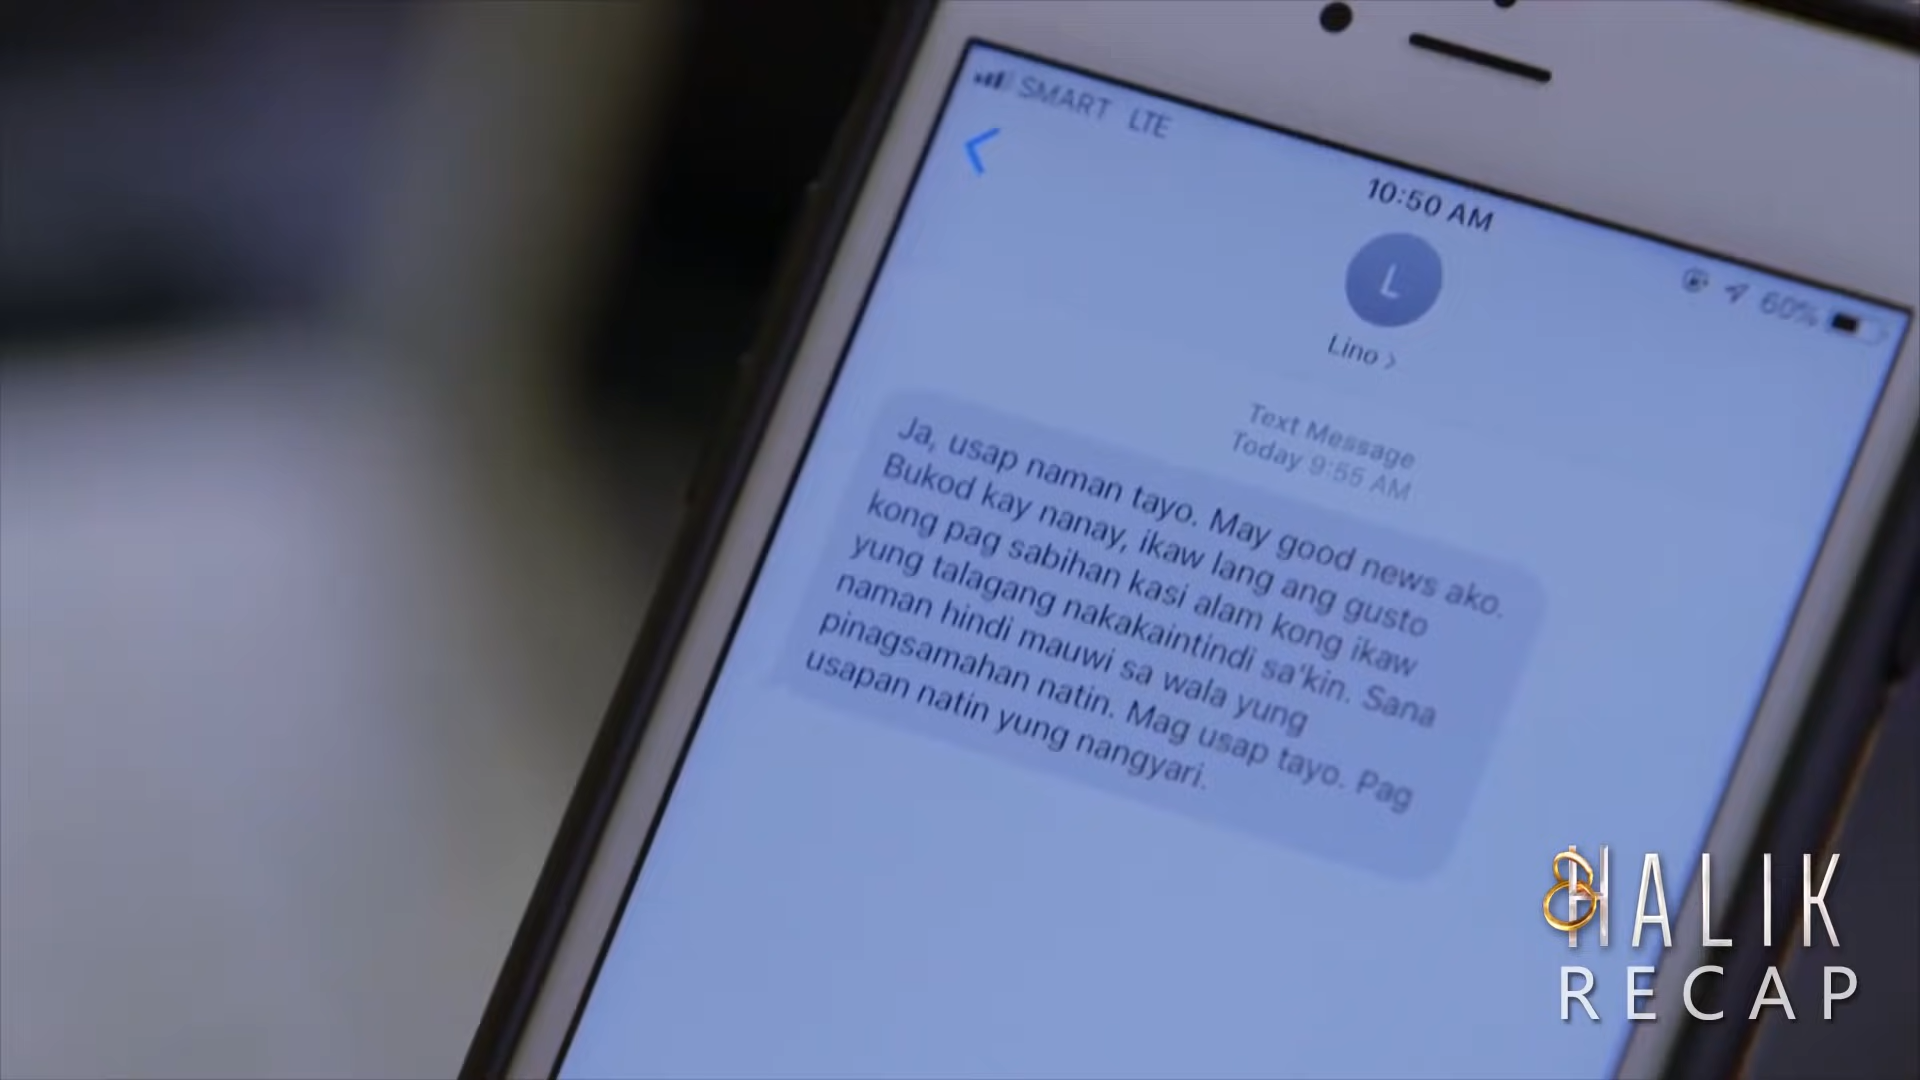 SMART LTE
10:50 AM
60%
L
Lino >
Text Message
Today 9:55 AM
Ja, usap naman tayo. May good news ako.
Bukod kay nanay, ikaw lang ang gusto
kong pag sabihan kasi alam kong ikaw
yung talagang nakakaintindi sa'kin. Sana
naman hindi mauwi sa wala yung
pinagsamahan natin. Mag usap tayo. Pag
usapan natin yung nangyari.
HALIK
RECAP